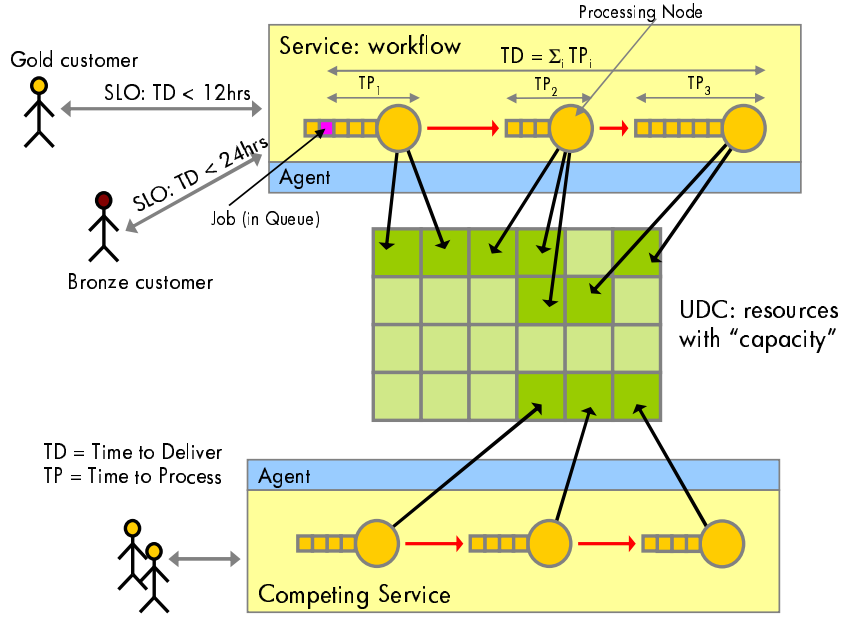 Processing Node
Service: workflow
Gold customer
TD = Σi TPi
SLO: TD < 12hrs
TP1
TP2
TP3
SLO: TD < 24hrs
Agent
Job (in Queue)
Bronze customer
UDC: resources
with “capacity”
TD = Time to Deliver
TP = Time to Process
Agent
Competing Service